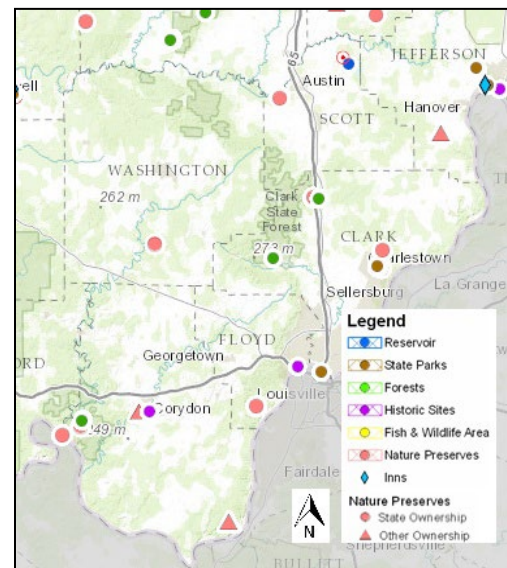 JEFFERSON
65
ell
Austin
Hanover
SCOTT
WASHINGTON
262 m
Clark
State
Forest
273 m
CLARK
arlestown
Sellersburg
La Grange
FLOYD
Georgetown
ORD
Louisville
Corydon
249 m
Fairdale
Shepherdsville
BULLITT
Legend
Reservoir
State Parks
Forests
Historic Sites
Fish & Wildlife Area
Nature Preserves
Inns
Nature Preserves
State Ownership
Other Ownership
N